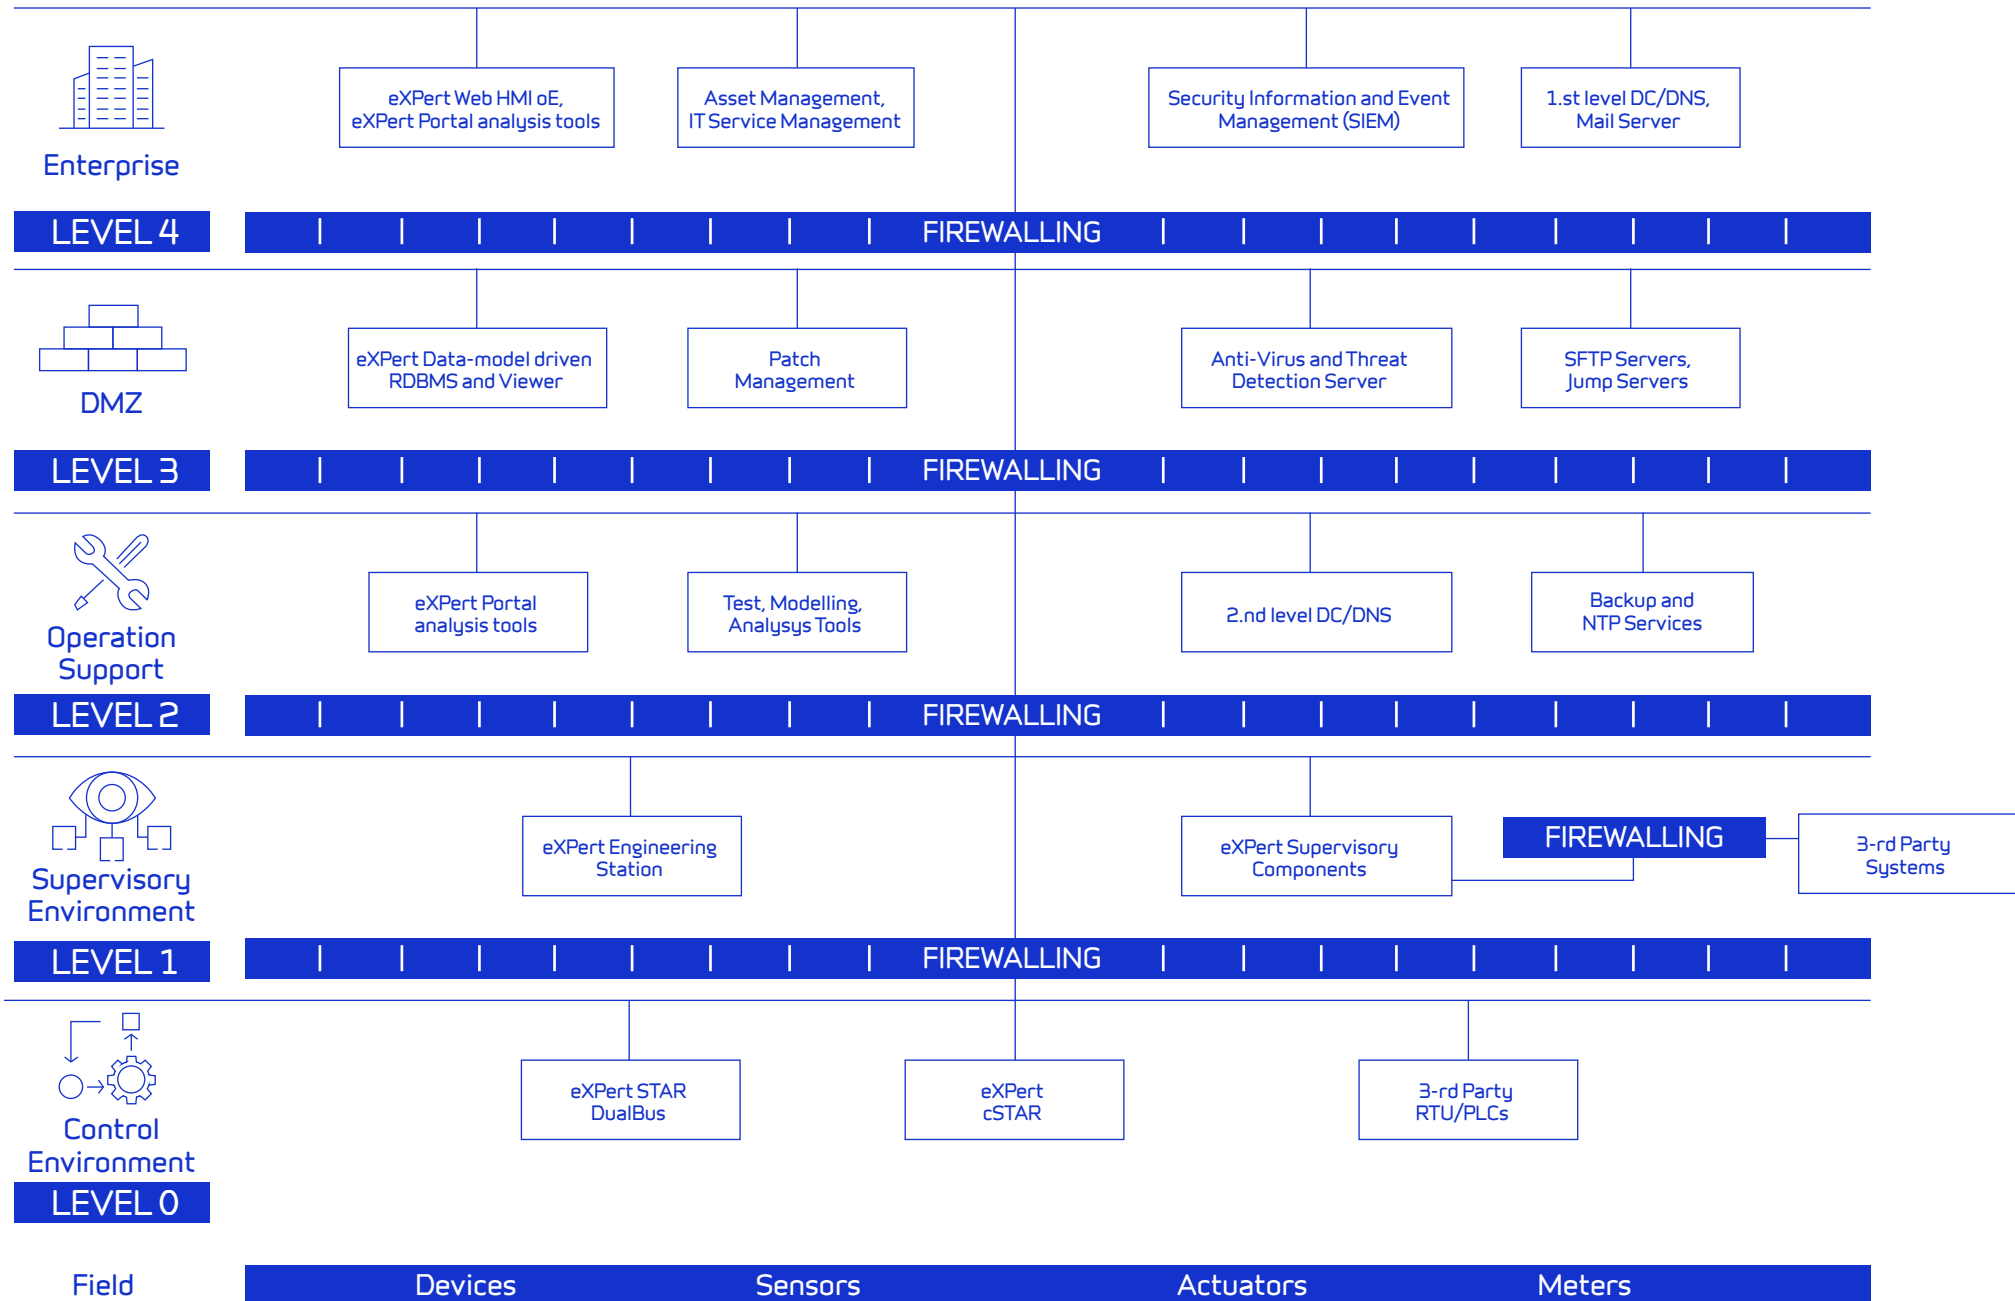 eXPert Web HMI oE,
eXPert Portal analysis tools
Asset Management,
IT Service Management
Security Information and Event
Management (SIEM)
1.st level DC/DNS,
Mail Server
Enterprise
LEVEL 4
FIREWALLING
eXPert Data-model driven
RDBMS and Viewer
Patch
Management
Anti-Virus and Threat
Detection Server
SFTP Servers,
Jump Servers
DMZ
LEVEL 3
FIREWALLING
eXPert Portal
analysis tools
Test, Modelling,
Analysys Tools
2.nd level DC/DNS
Backup and
NTP Services
Operation
Support
LEVEL 2
FIREWALLING
eXPert Engineering
Station
eXPert Supervisory
Components
FIREWALLING
3-rd Party
Systems
Supervisory
Environment
LEVEL 1
FIREWALLING
eXPert STAR
DualBus
eXPert
cSTAR
3-rd Party
RTU/PLCs
Control
Environment
LEVEL 0
Field
Devices
Sensors
Actuators
Meters